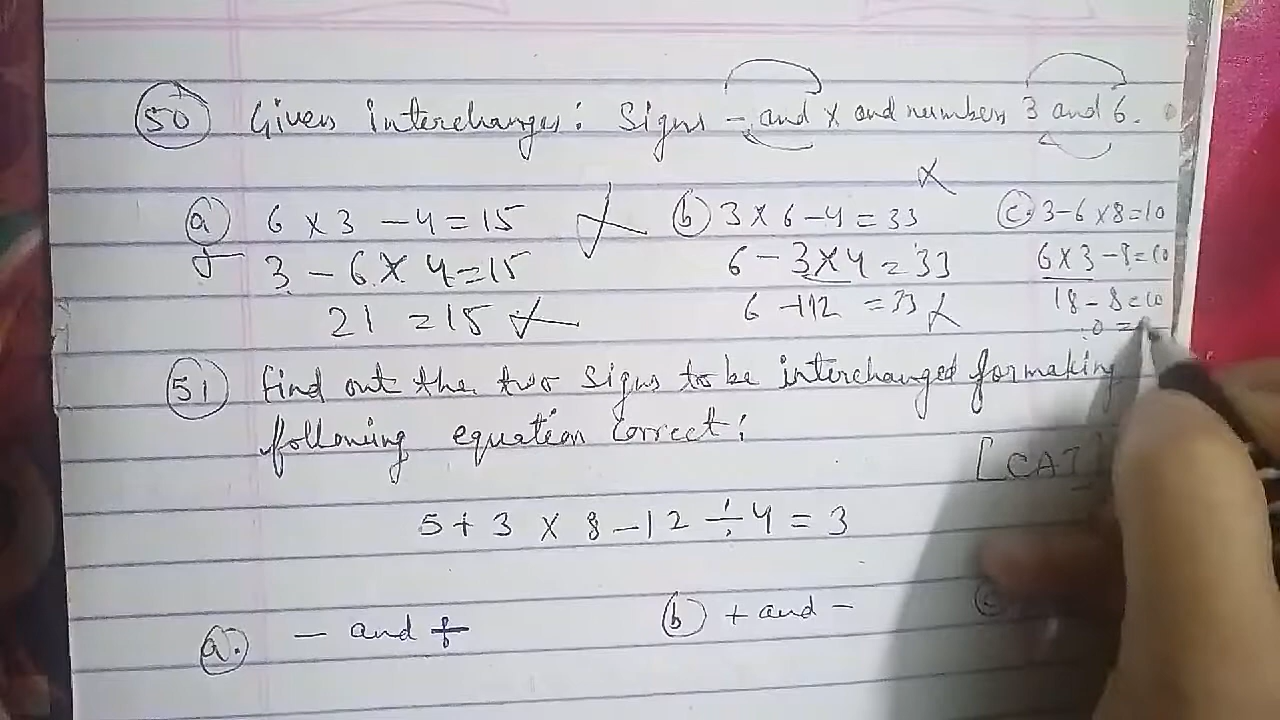 50 Given interchanges: Signs - and × and numbers 3 and 6.
a 6 × 3 - 4 = 15 b 3 × 6 - 4 = 33 c. 3 - 6 × 8 = 10
3 - 6 × 4 = 15 6 - 3 × 4 = 33 6 × 3 - 8 = 10
21 = 15 × 6 - 112 = 33 × 18 - 8 = 10
51 find out the two signs to be interchanged for making
following equation correct:
[CAT]
5 + 3 × 8 - 12 ÷ 4 = 3
a. - and ÷ b + and - c